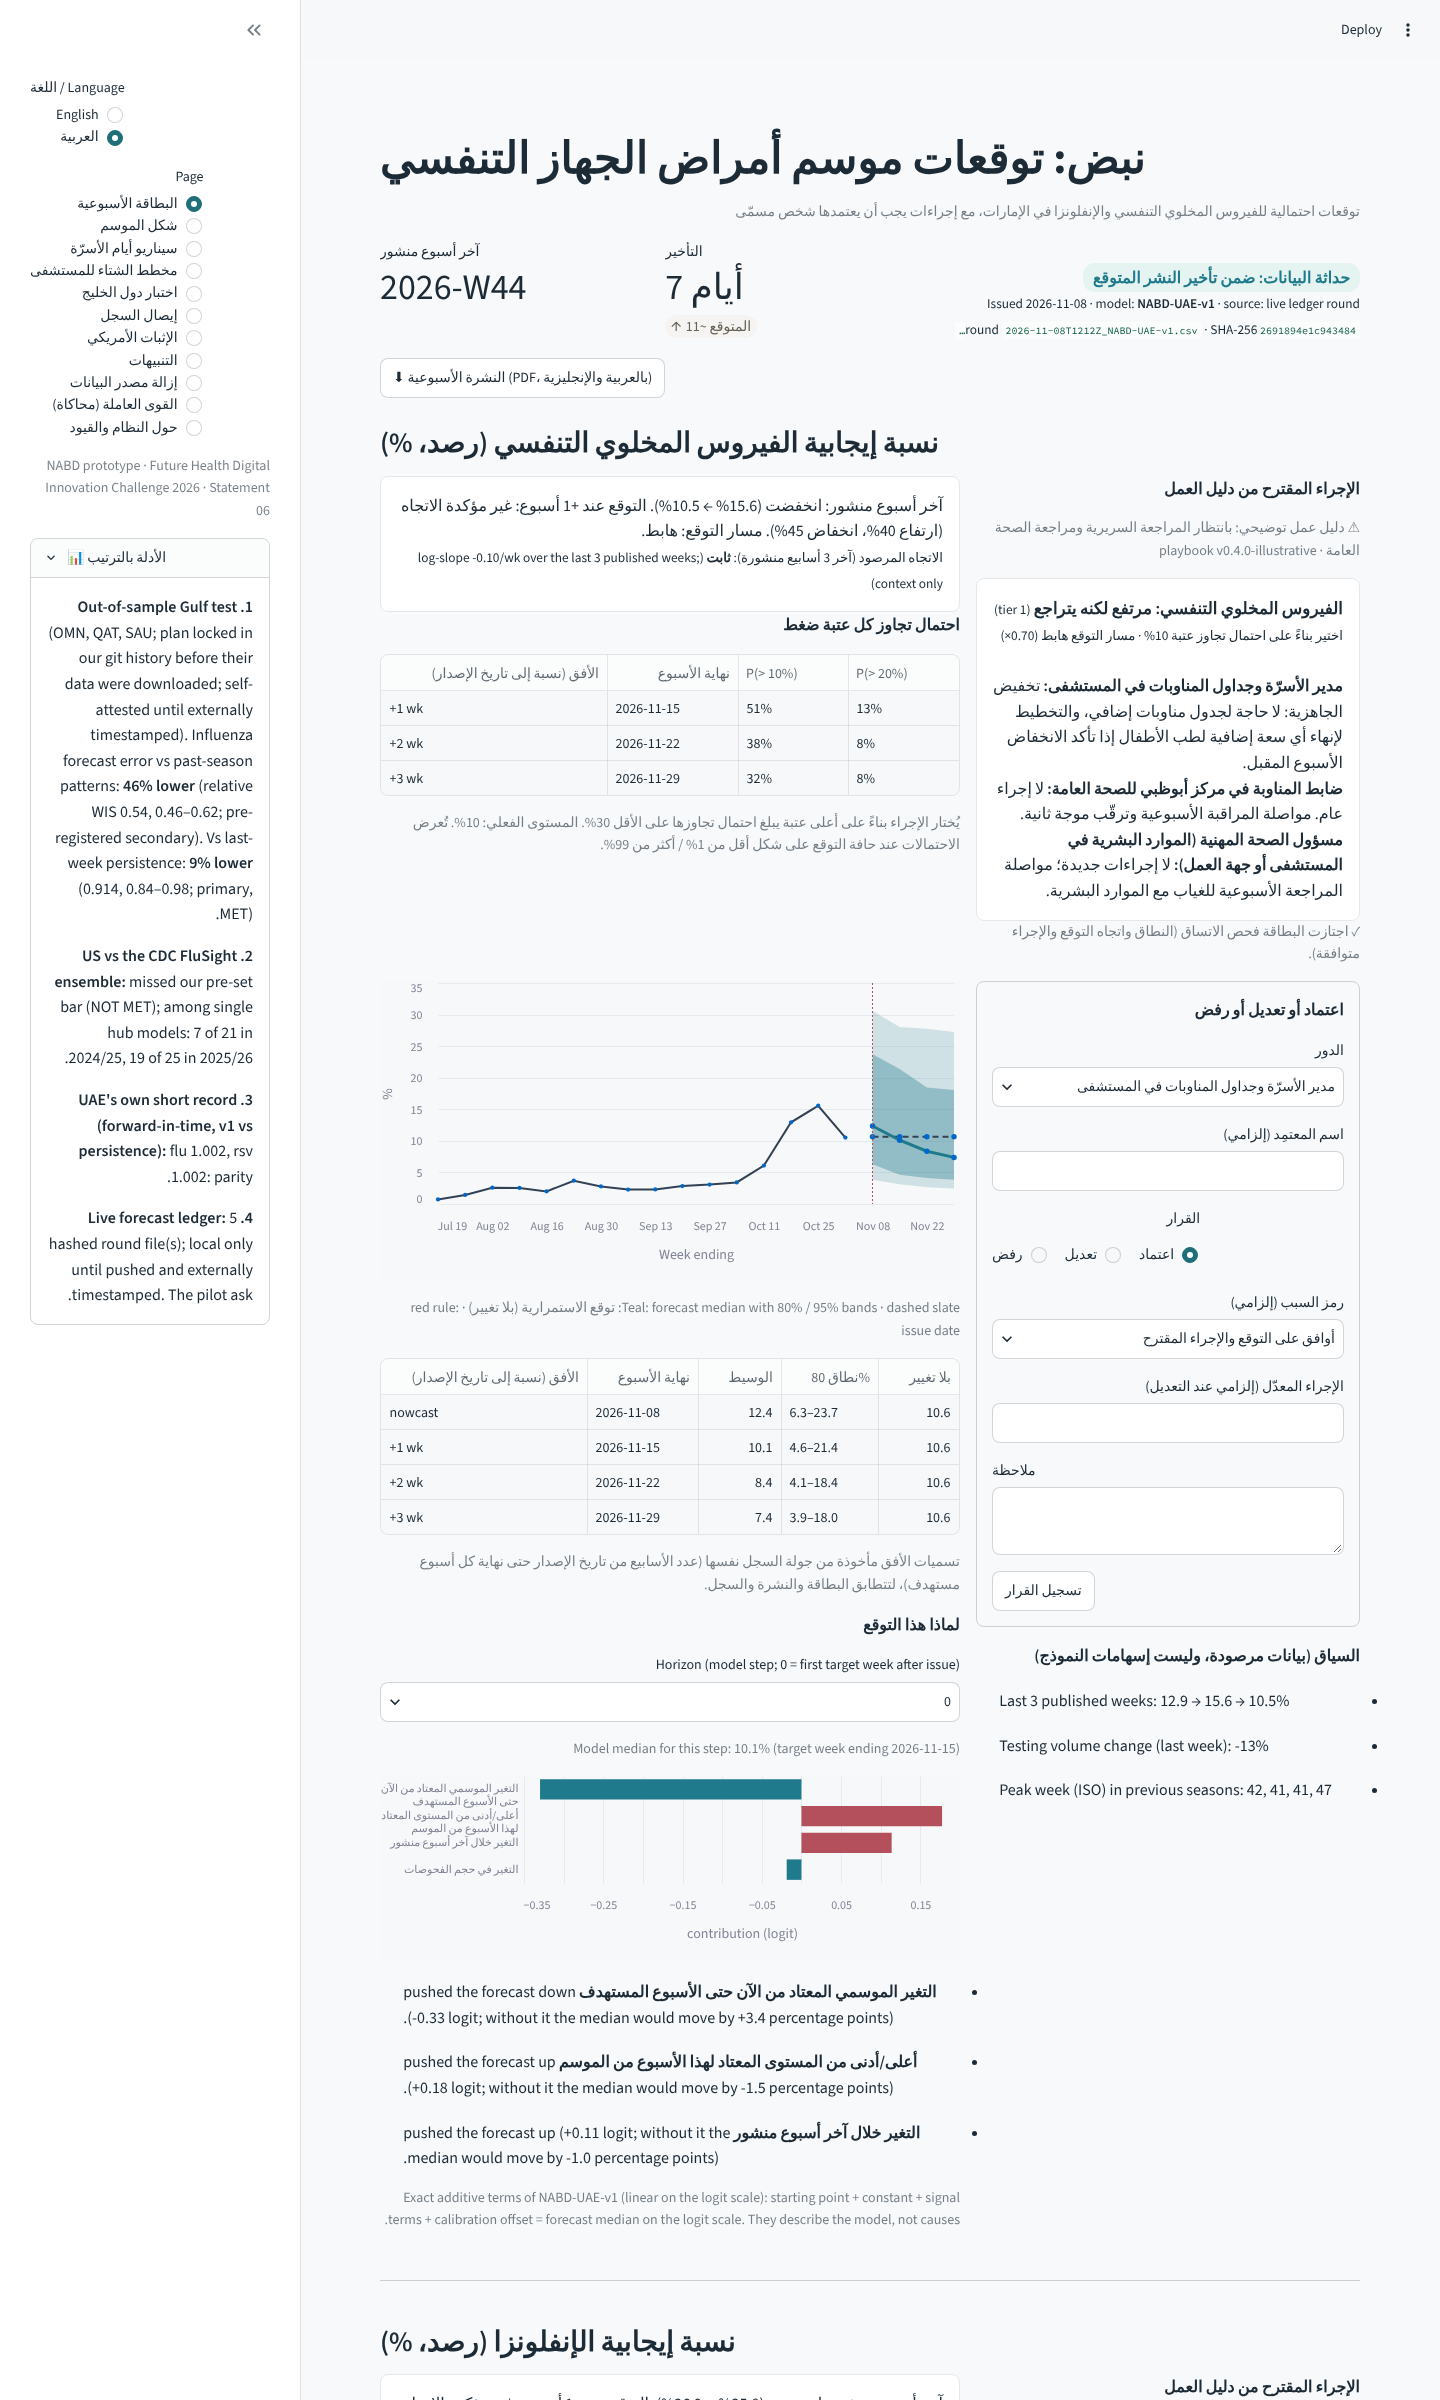 Deploy
اللغة / Language
English
العربية
Page
البطاقة الأسبوعية
شكل الموسم
سيناريو أيام الأسرّة
مخطط الشتاء للمستشفى
اختبار دول الخليج
إيصال السجل
الإثبات الأمريكي
التنبيهات
إزالة مصدر البيانات
القوى العاملة (محاكاة)
حول النظام والقيود
NABD prototype · Future Health Digital
Innovation Challenge 2026 · Statement
06
الأدلة بالترتيب
1. Out-of-sample Gulf test
(OMN, QAT, SAU; plan locked in
our git history before their
data were downloaded; self-
attested until externally
timestamped). Influenza
forecast error vs past-season
patterns: 46% lower (relative
WIS 0.54, 0.46–0.62; pre-
registered secondary). Vs last-
week persistence: 9% lower
(0.914, 0.84–0.98; primary,
MET).
2. US vs the CDC FluSight
ensemble: missed our pre-set
bar (NOT MET); among single
hub models: 7 of 21 in
2024/25, 19 of 25 in 2025/26.
3. UAE's own short record
(forward-in-time, v1 vs
persistence): flu 1.002, rsv
1.002: parity.
4. Live forecast ledger: 5
hashed round file(s); local only
until pushed and externally
timestamped. The pilot ask.
نبض: توقعات موسم أمراض الجهاز التنفسي
توقعات احتمالية للفيروس المخلوي التنفسي والإنفلونزا في الإمارات، مع إجراءات يجب أن يعتمدها شخص مسمّى
حداثة البيانات: ضمن تأخير النشر المتوقع
Issued 2026-11-08 · model: NABD-UAE-v1 · source: live ledger round
round 2026-11-08T1212Z_NABD-UAE-v1.csv · SHA-256 2691894e1c943484…
التأخير
7 أيام
↑ المتوقع ~11
آخر أسبوع منشور
2026-W44
⬇ النشرة الأسبوعية (PDF، بالعربية والإنجليزية)
نسبة إيجابية الفيروس المخلوي التنفسي (رصد، %)
آخر أسبوع منشور: انخفضت (15.6% ← 10.5%). التوقع عند +1 أسبوع: غير مؤكدة الاتجاه
(ارتفاع 40%، انخفاض 45%). مسار التوقع: هابط.
الاتجاه المرصود (آخر 3 أسابيع منشورة): ثابت (log-slope -0.10/wk over the last 3 published weeks;
context only)
احتمال تجاوز كل عتبة ضغط
الأفق (نسبة إلى تاريخ الإصدار) نهاية الأسبوع P(> 10%) P(> 20%)
+1 wk 2026-11-15 51% 13%
+2 wk 2026-11-22 38% 8%
+3 wk 2026-11-29 32% 8%
يُختار الإجراء بناءً على أعلى عتبة يبلغ احتمال تجاوزها على الأقل 30%. المستوى الفعلي: 10%. تُعرض
الاحتمالات عند حافة التوقع على شكل أقل من 1% / أكثر من 99%.
الإجراء المقترح من دليل العمل
⚠ دليل عمل توضيحي: بانتظار المراجعة السريرية ومراجعة الصحة
العامة · playbook v0.4.0-illustrative
الفيروس المخلوي التنفسي: مرتفع لكنه يتراجع (tier 1)
اختير بناءً على احتمال تجاوز عتبة 10% · مسار التوقع هابط (×0.70)
مدير الأسرّة وجداول المناوبات في المستشفى: تخفيض
الجاهزية: لا حاجة لجدول مناوبات إضافي، والتخطيط
لإنهاء أي سعة إضافية لطب الأطفال إذا تأكد الانخفاض
الأسبوع المقبل.
ضابط المناوبة في مركز أبوظبي للصحة العامة: لا إجراء
عام. مواصلة المراقبة الأسبوعية وترقّب موجة ثانية.
مسؤول الصحة المهنية (الموارد البشرية في
المستشفى أو جهة العمل): لا إجراءات جديدة؛ مواصلة
المراجعة الأسبوعية للغياب مع الموارد البشرية.
✓ اجتازت البطاقة فحص الاتساق (النطاق واتجاه التوقع والإجراء
متوافقة).
%
35
30
25
20
15
10
5
0
Jul 19 Aug 02 Aug 16 Aug 30 Sep 13 Sep 27 Oct 11 Oct 25 Nov 08 Nov 22
Week ending
Teal: forecast median with 80% / 95% bands · dashed slate: توقع الاستمرارية (بلا تغيير) · red rule:
issue date
الأفق (نسبة إلى تاريخ الإصدار) نهاية الأسبوع الوسيط نطاق 80% بلا تغيير
nowcast 2026-11-08 12.4 6.3–23.7 10.6
+1 wk 2026-11-15 10.1 4.6–21.4 10.6
+2 wk 2026-11-22 8.4 4.1–18.4 10.6
+3 wk 2026-11-29 7.4 3.9–18.0 10.6
تسميات الأفق مأخوذة من جولة السجل نفسها (عدد الأسابيع من تاريخ الإصدار حتى نهاية كل أسبوع
مستهدف)، لتتطابق البطاقة والنشرة والسجل.
اعتماد أو تعديل أو رفض
الدور
مدير الأسرّة وجداول المناوبات في المستشفى
اسم المعتمِد (إلزامي)
القرار
اعتماد تعديل رفض
رمز السبب (إلزامي)
أوافق على التوقع والإجراء المقترح
الإجراء المعدّل (إلزامي عند التعديل)
ملاحظة
تسجيل القرار
السياق (بيانات مرصودة، وليست إسهامات النموذج)
Last 3 published weeks: 12.9 → 15.6 → 10.5%
Testing volume change (last week): -13%
Peak week (ISO) in previous seasons: 42, 41, 41, 47
لماذا هذا التوقع
Horizon (model step; 0 = first target week after issue)
0
Model median for this step: 10.1% (target week ending 2026-11-15)
التغير الموسمي المعتاد من الآن
حتى الأسبوع المستهدف
أعلى/أدنى من المستوى المعتاد
لهذا الأسبوع من الموسم
التغير خلال آخر أسبوع منشور
التغير في حجم الفحوصات
−0.35 −0.25 −0.15 −0.05 0.05 0.15
contribution (logit)
التغير الموسمي المعتاد من الآن حتى الأسبوع المستهدف pushed the forecast down
(-0.33 logit; without it the median would move by +3.4 percentage points).
أعلى/أدنى من المستوى المعتاد لهذا الأسبوع من الموسم pushed the forecast up
(+0.18 logit; without it the median would move by -1.5 percentage points).
التغير خلال آخر أسبوع منشور pushed the forecast up (+0.11 logit; without it the
median would move by -1.0 percentage points).
Exact additive terms of NABD-UAE-v1 (linear on the logit scale): starting point + constant + signal
terms + calibration offset = forecast median on the logit scale. They describe the model, not causes.
نسبة إيجابية الإنفلونزا (رصد، %)
الإجراء المقترح من دليل العمل